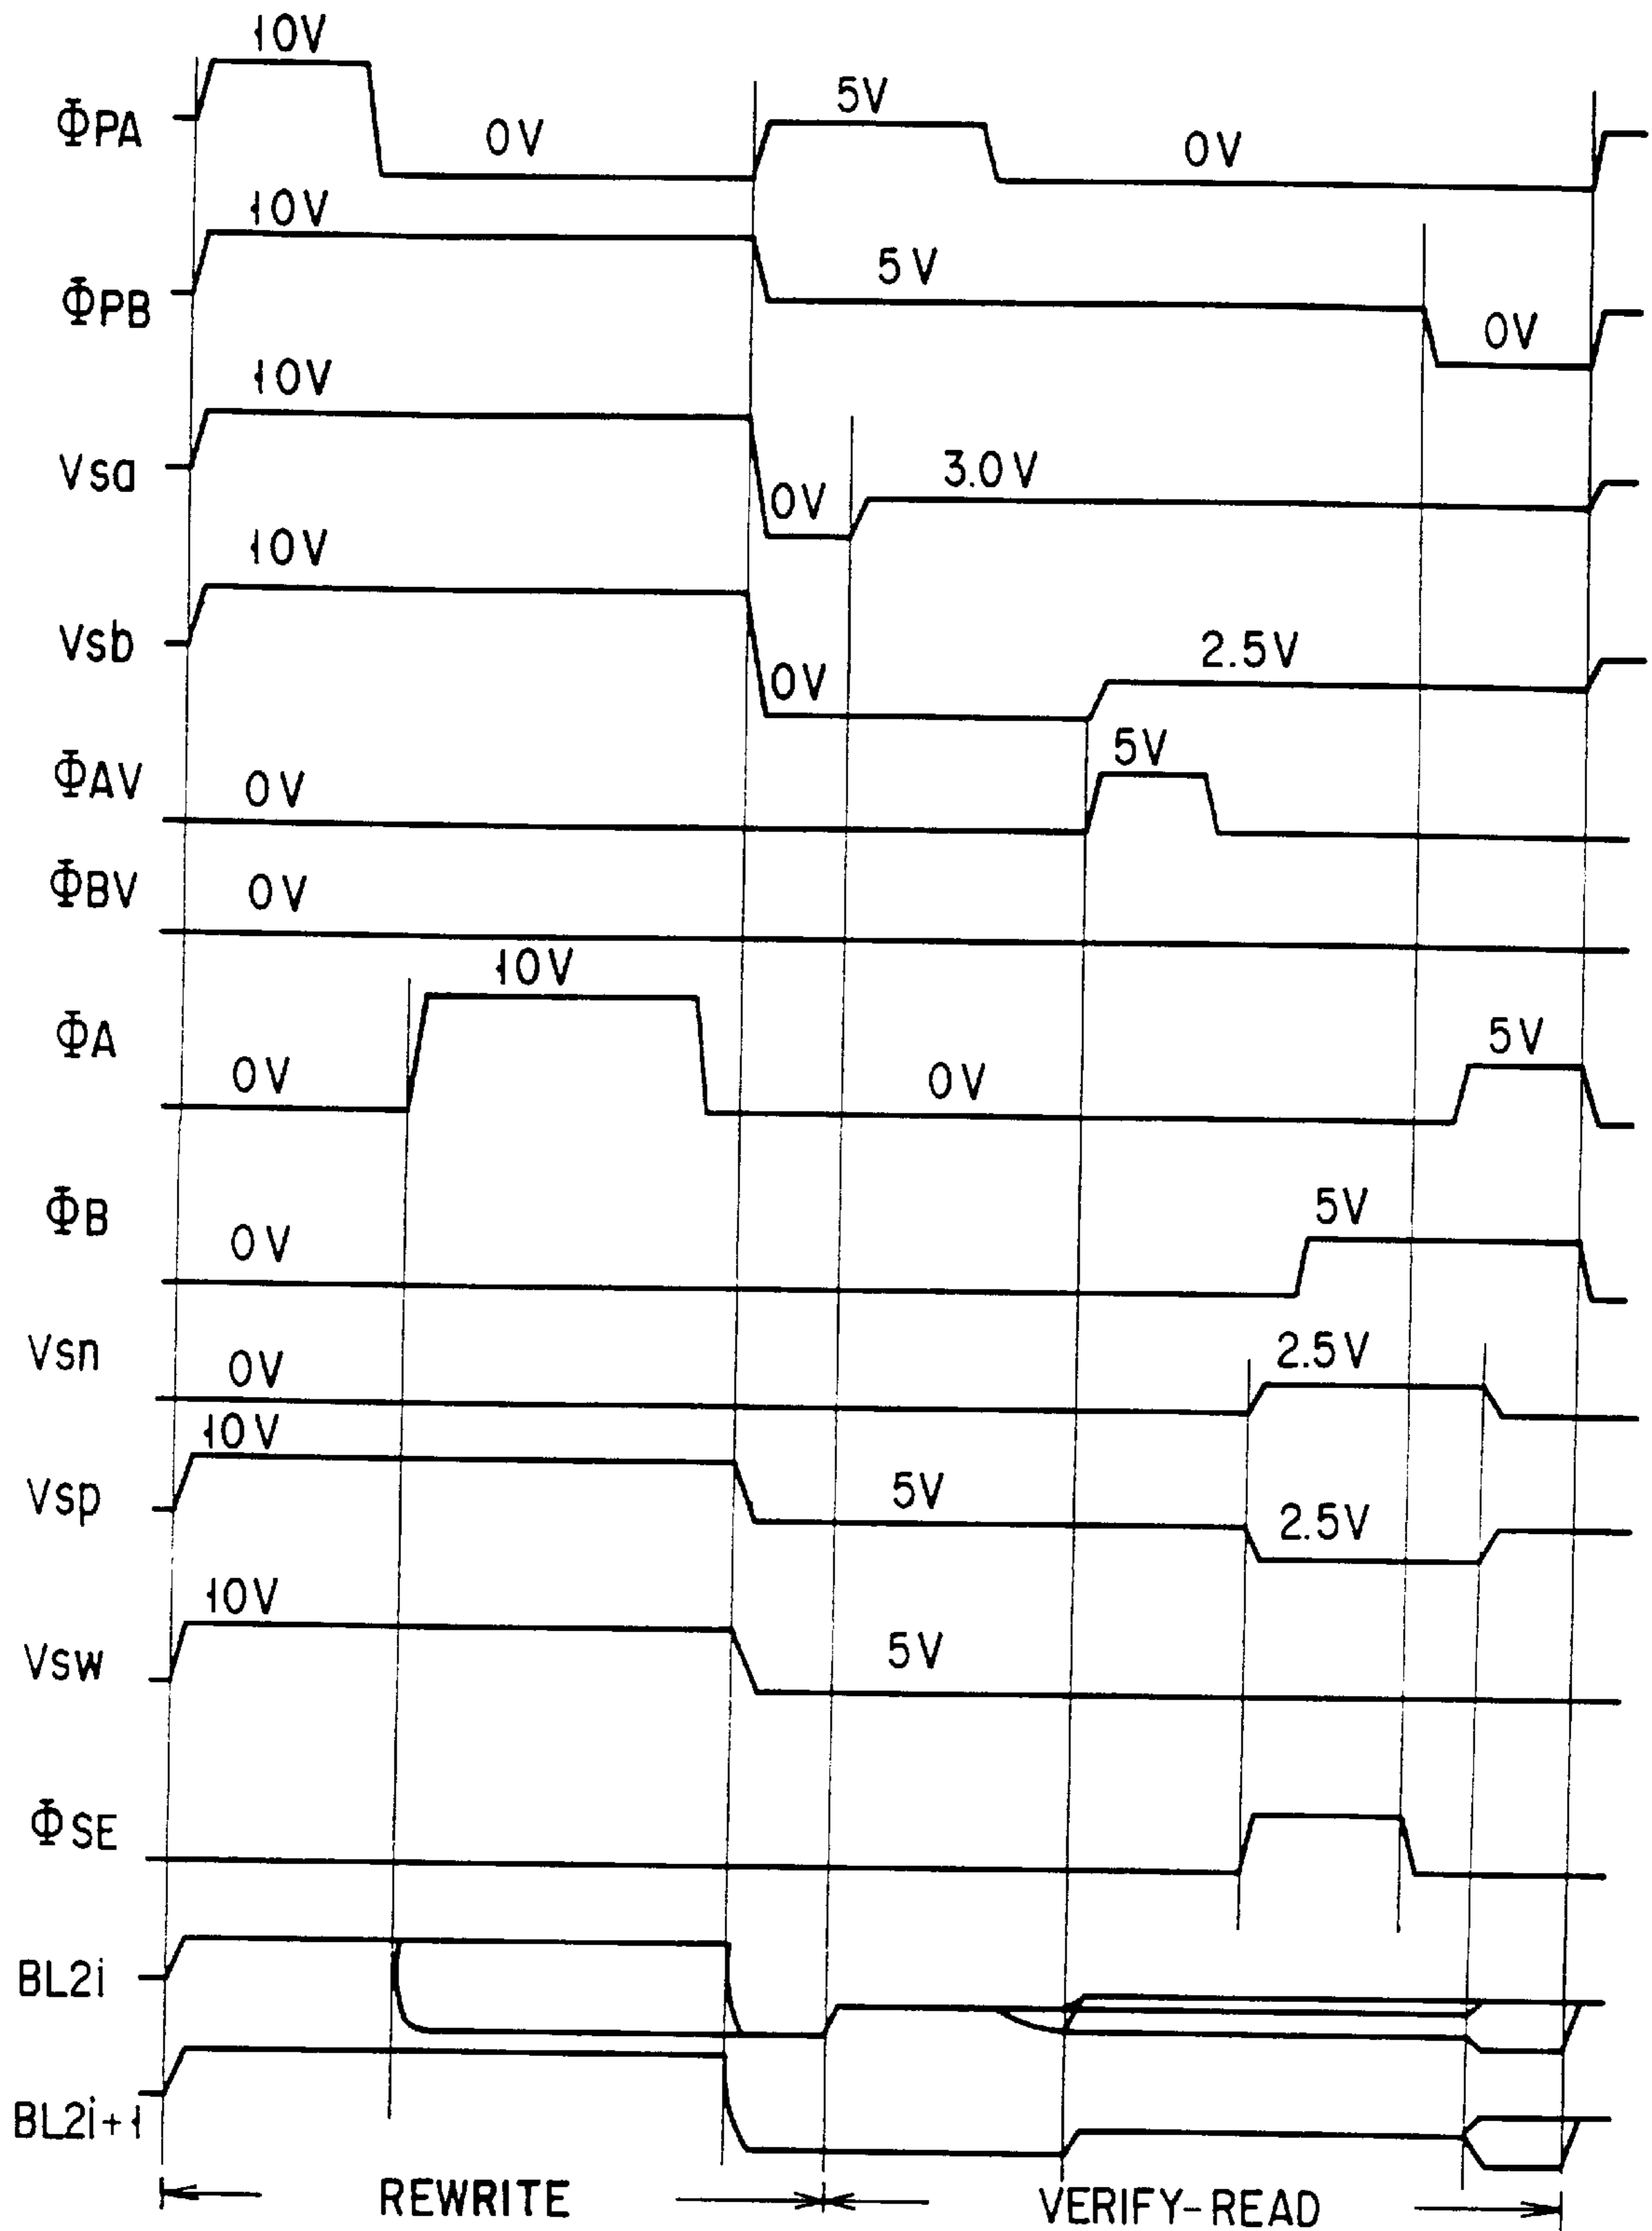 10V
5V
ΦPA
0V
0V
10V
5V
ΦPB
0V
10V
Vsa
3.0V
0V
10V
Vsb
2.5V
0V
5V
ΦAV
0V
ΦBV
0V
10V
ΦA
5V
0V
0V
ΦB
5V
0V
Vsn
2.5V
0V
10V
Vsp
5V
2.5V
10V
Vsw
5V
ΦSE
BL2i
BL2i+1
REWRITE
VERIFY-READ